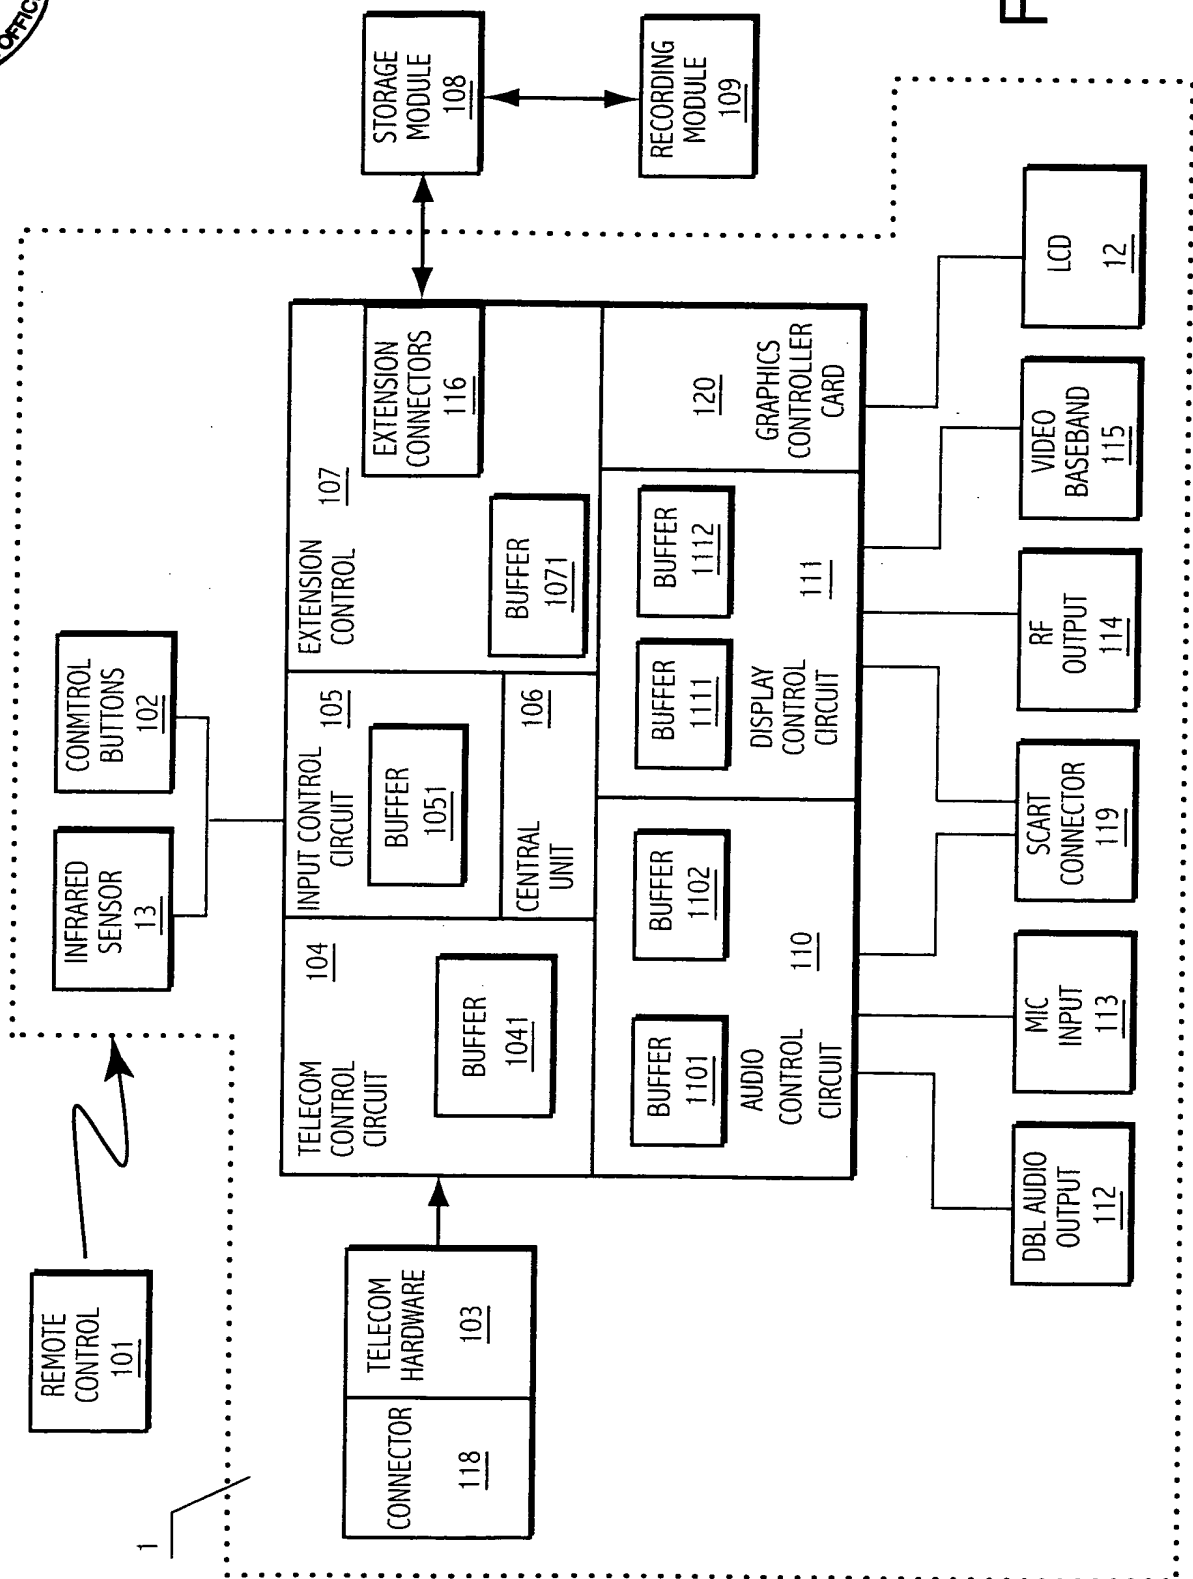 OFFIC
F
REMOTE
CONTROL
101
1
INFRARED
SENSOR
13
CONMTROL
BUTTONS
102
STORAGE
MODULE
108
RECORDING
MODULE
109
CONNECTOR
118
TELECOM
HARDWARE
103
TELECOM
CONTROL
CIRCUIT
104
BUFFER
1041
INPUT CONTROL
CIRCUIT
105
BUFFER
1051
CENTRAL
UNIT
106
EXTENSION
CONTROL
107
BUFFER
1071
EXTENSION
CONNECTORS
116
BUFFER
1101
BUFFER
1102
AUDIO
CONTROL
CIRCUIT
110
BUFFER
1111
BUFFER
1112
DISPLAY
CONTROL
CIRCUIT
111
120
GRAPHICS
CONTROLLER
CARD
DBL AUDIO
OUTPUT
112
MIC
INPUT
113
SCART
CONNECTOR
119
RF
OUTPUT
114
VIDEO
BASEBAND
115
LCD
12